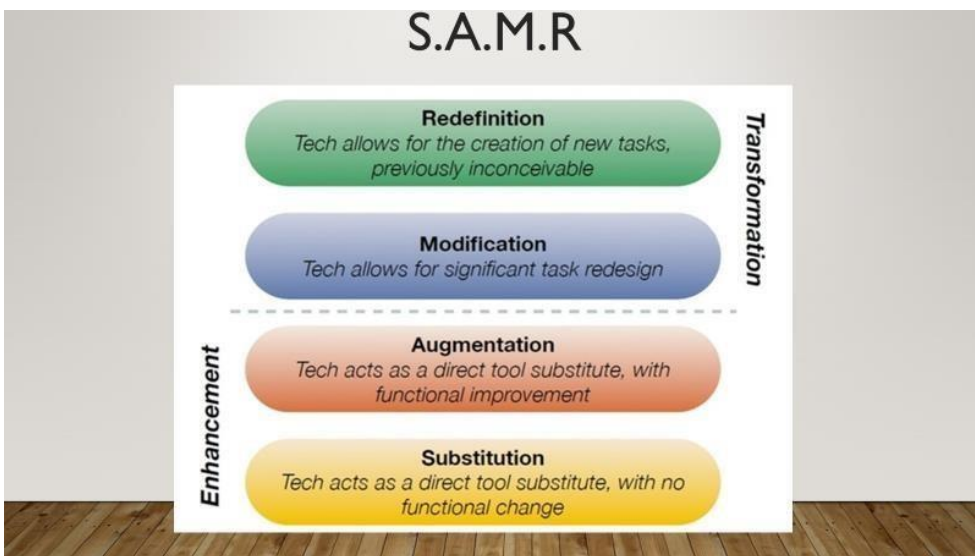 S.A.M.R
Redefinition
Tech allows for the creation of new tasks,
previously inconceivable
Transformation
Modification
Tech allows for significant task redesign
Enhancement
Augmentation
Tech acts as a direct tool substitute, with
functional improvement
Substitution
Tech acts as a direct tool substitute, with no
functional change